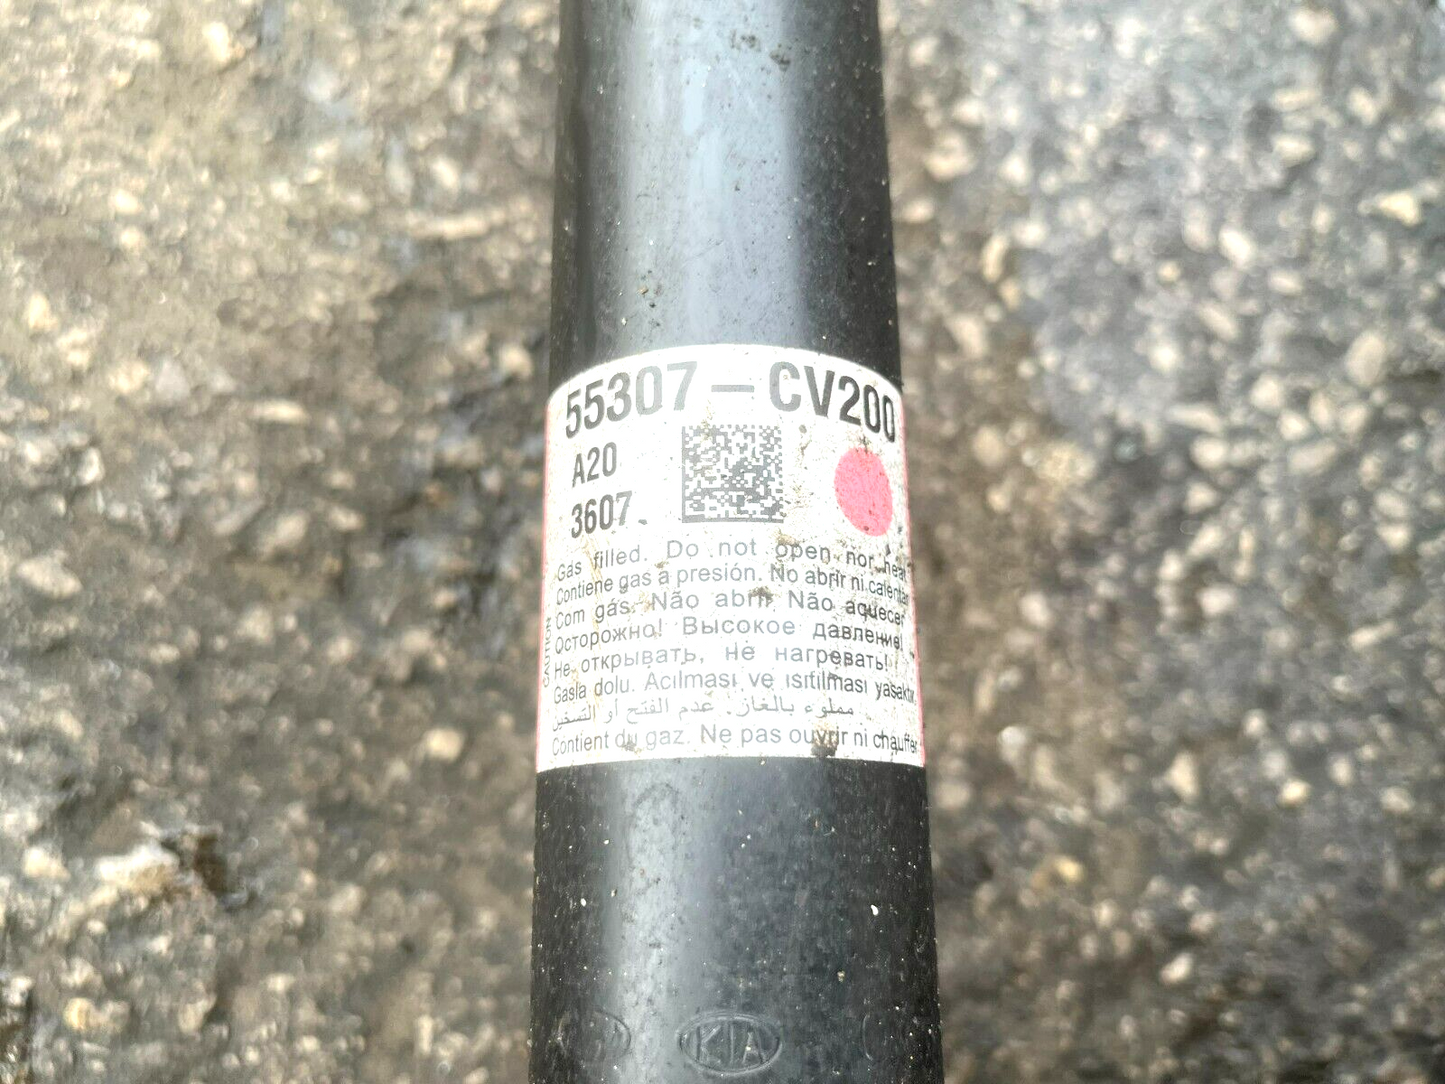 55307-CV200
A20
3607
CAUTION
Gas filled. Do not open nor heat
Contiene gas a presión. No abrir ni calentar
Com gás. Não abrir. Não aquecer
Осторожно! Высокое давление!
Не открывать, не нагревать!
Gasla dolu. Acılması ve ısıtılması yasaktır
مملوء بالغاز. عدم الفتح أو التسخين
Contient du gaz. Ne pas ouvrir ni chauffer
KIA